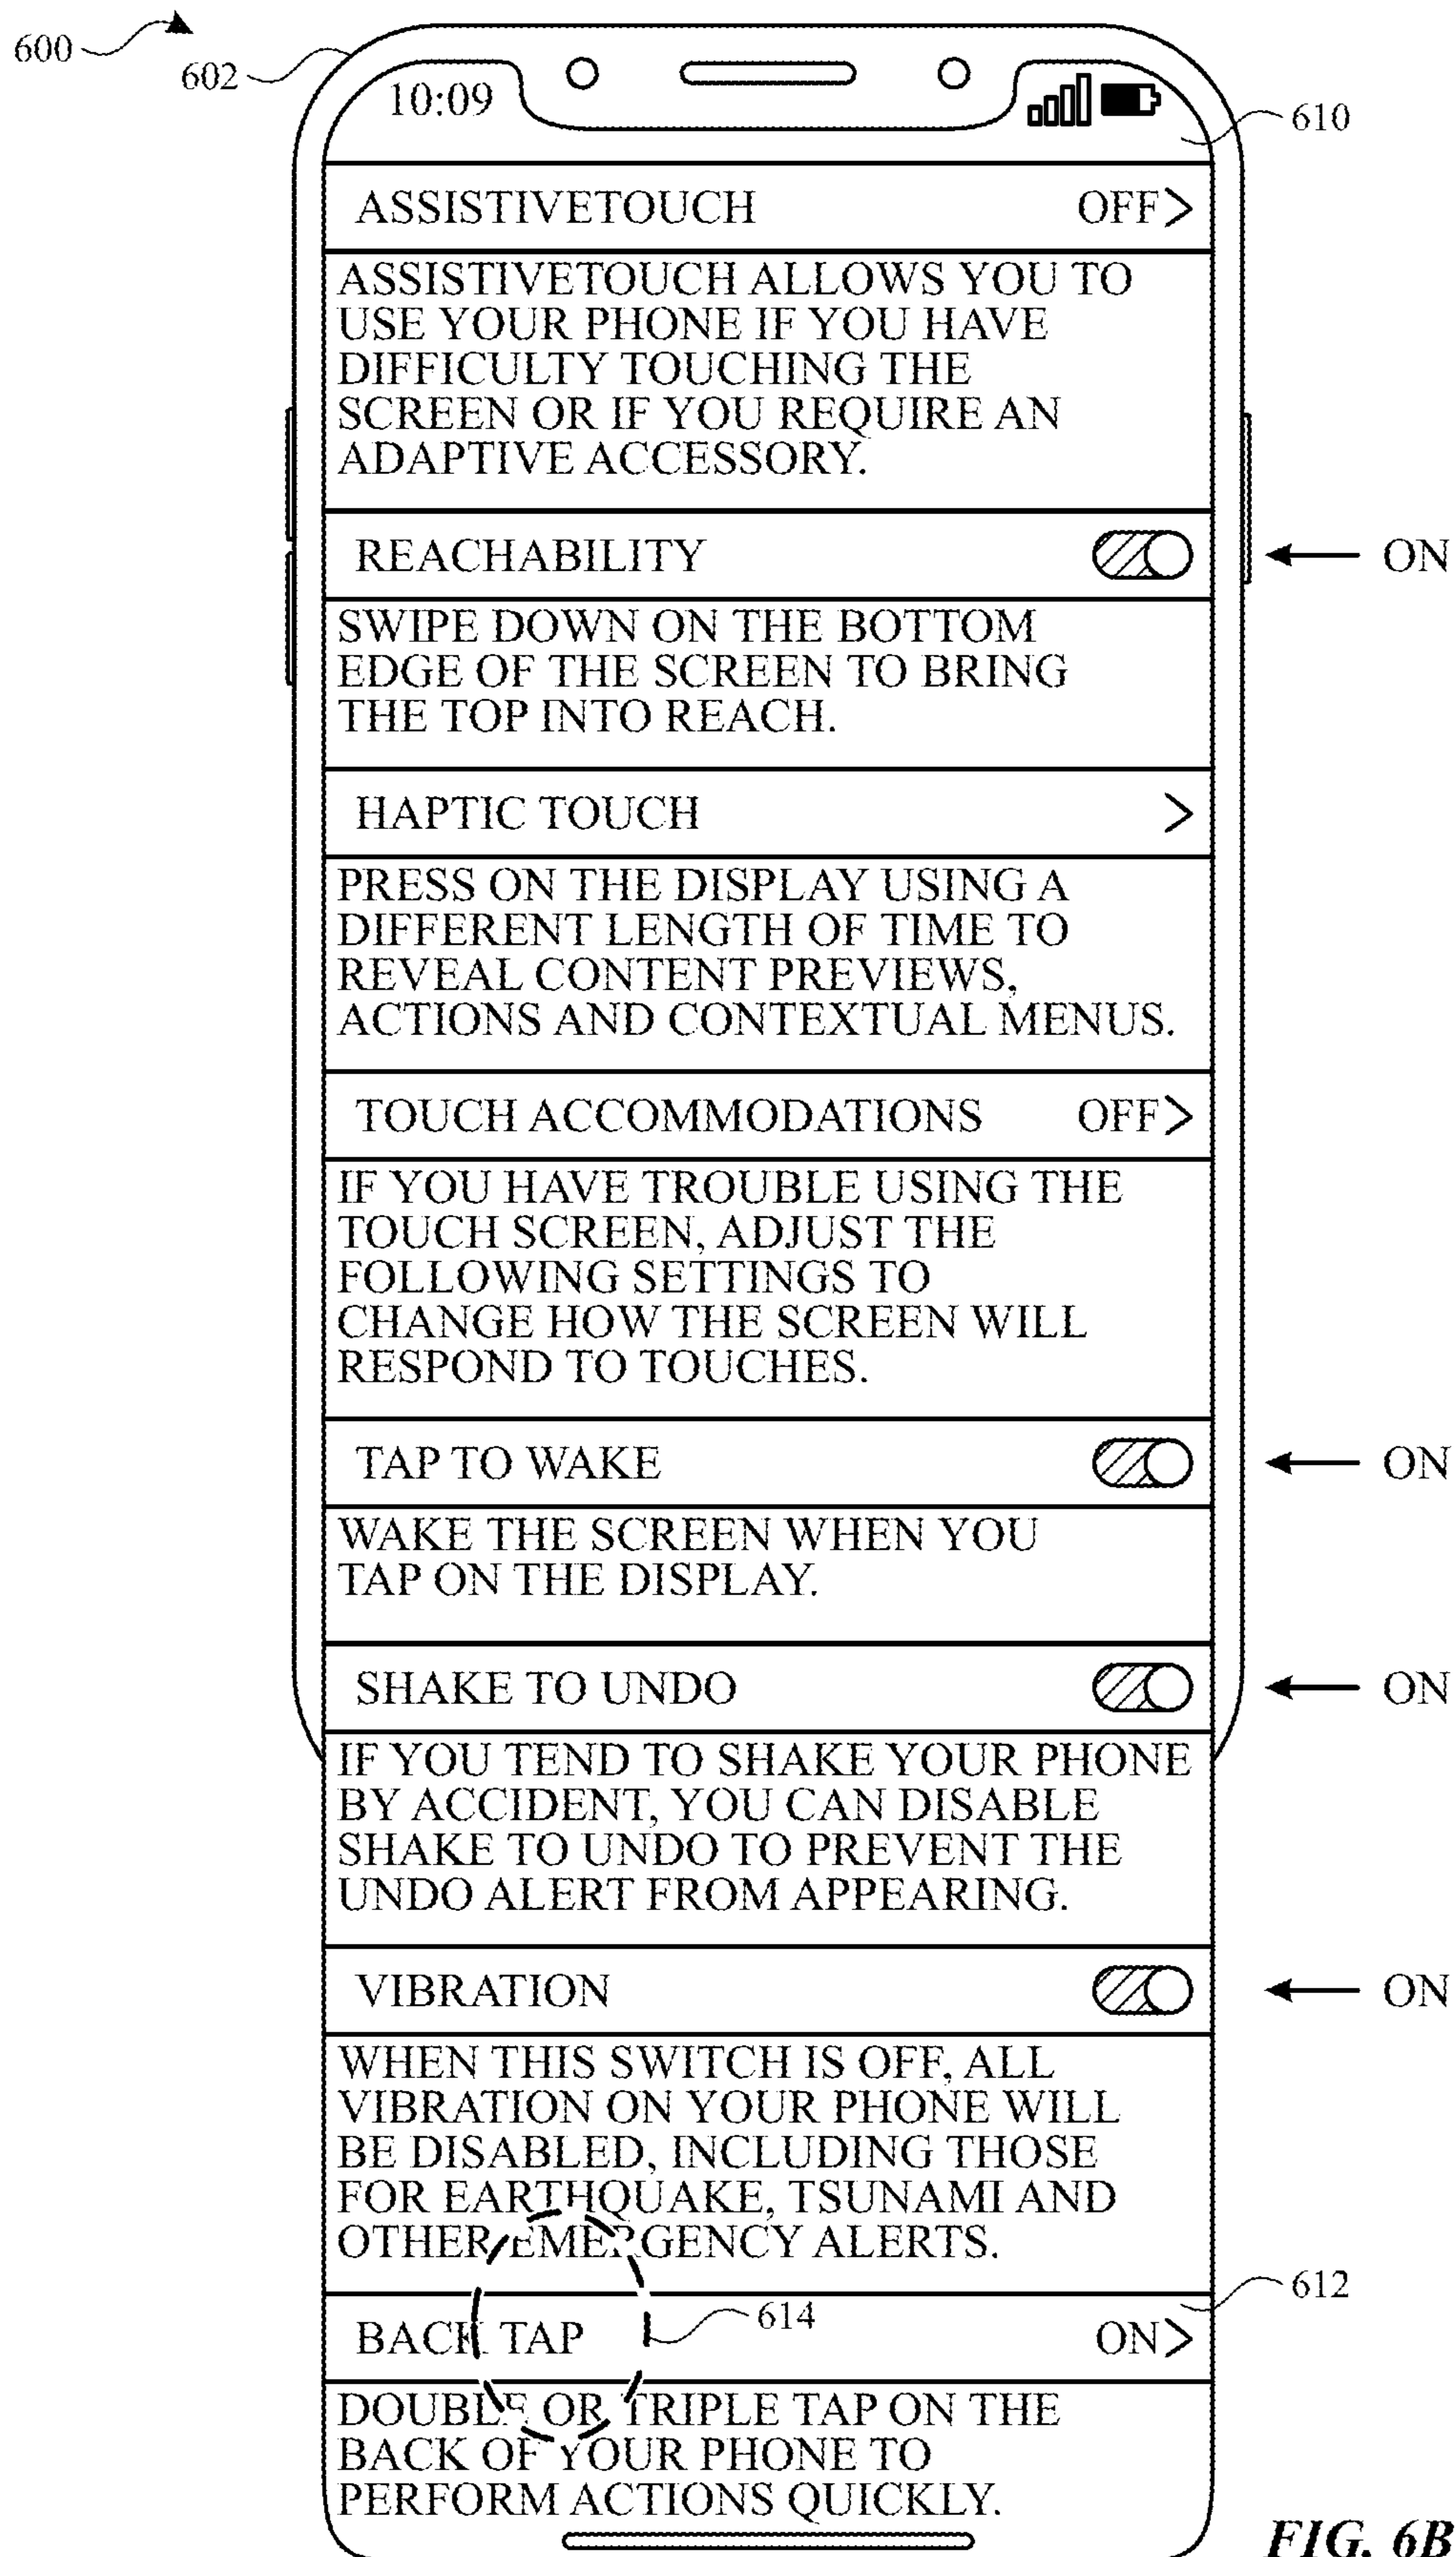 600
602
10:09
610
ASSISTIVETOUCH OFF>
ASSISTIVETOUCH ALLOWS YOU TO
USE YOUR PHONE IF YOU HAVE
DIFFICULTY TOUCHING THE
SCREEN OR IF YOU REQUIRE AN
ADAPTIVE ACCESSORY.
REACHABILITY
ON
SWIPE DOWN ON THE BOTTOM
EDGE OF THE SCREEN TO BRING
THE TOP INTO REACH.
HAPTIC TOUCH >
PRESS ON THE DISPLAY USING A
DIFFERENT LENGTH OF TIME TO
REVEAL CONTENT PREVIEWS,
ACTIONS AND CONTEXTUAL MENUS.
TOUCH ACCOMMODATIONS OFF>
IF YOU HAVE TROUBLE USING THE
TOUCH SCREEN, ADJUST THE
FOLLOWING SETTINGS TO
CHANGE HOW THE SCREEN WILL
RESPOND TO TOUCHES.
TAP TO WAKE
ON
WAKE THE SCREEN WHEN YOU
TAP ON THE DISPLAY.
SHAKE TO UNDO
ON
IF YOU TEND TO SHAKE YOUR PHONE
BY ACCIDENT, YOU CAN DISABLE
SHAKE TO UNDO TO PREVENT THE
UNDO ALERT FROM APPEARING.
VIBRATION
ON
WHEN THIS SWITCH IS OFF, ALL
VIBRATION ON YOUR PHONE WILL
BE DISABLED, INCLUDING THOSE
FOR EARTHQUAKE, TSUNAMI AND
OTHER EMERGENCY ALERTS.
612
614
BACK TAP ON>
DOUBLE OR TRIPLE TAP ON THE
BACK OF YOUR PHONE TO
PERFORM ACTIONS QUICKLY.
FIG. 6B